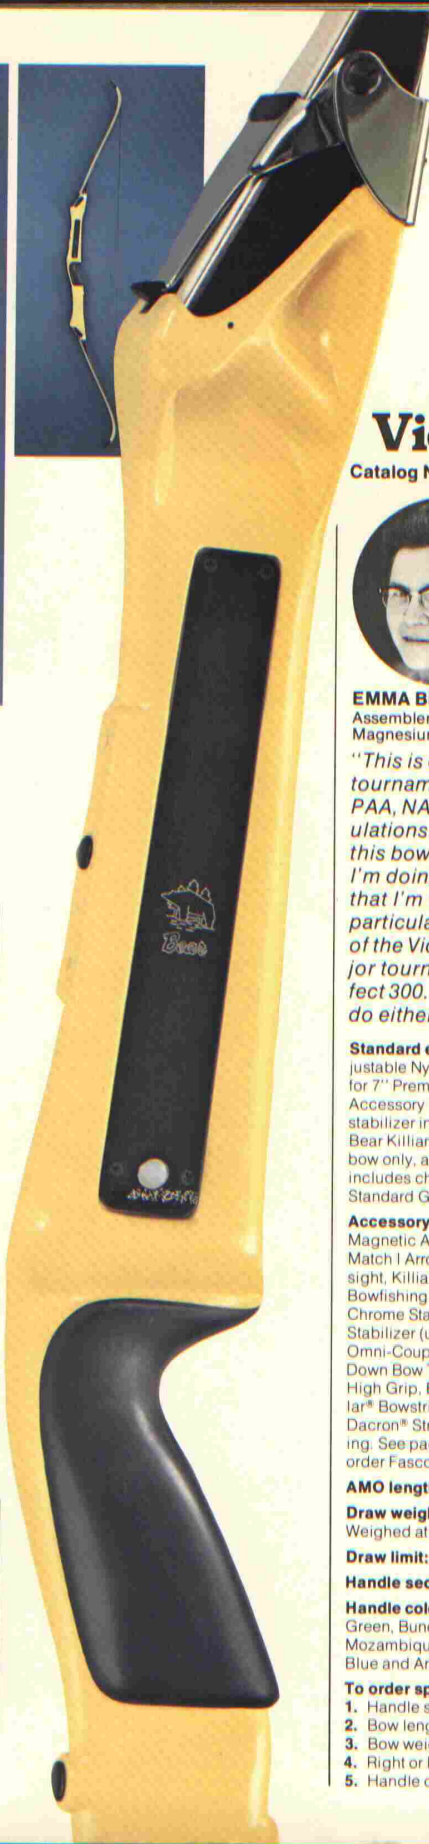 Bear
Vi
Catalog N
EMMA B
Assembler
Magnesiur
"This is
tournam
PAA, NA
ulations
this bow
I'm doin
that I'm
particula
of the Vic
jor tourn
fect 300.
do either
Standard e
justable Ny
for 7" Prem
Accessory
stabilizer in
Bear Killian
bow only, a
includes ch
Standard G
Accessory
Magnetic A
Match I Arro
sight, Killia
Bowfishing
Chrome Sta
Stabilizer (u
Omni-Coup
Down Bow
High Grip,
lar® Bowstri
Dacron® Str
ing. See pa
order Fasco
AMO length
Draw weigh
Weighed at
Draw limit:
Handle sec
Handle colo
Green, Bune
Mozambiqu
Blue and Ar
To order sp
1. Handle s
2. Bow leng
3. Bow weig
4. Right or l
5. Handle c